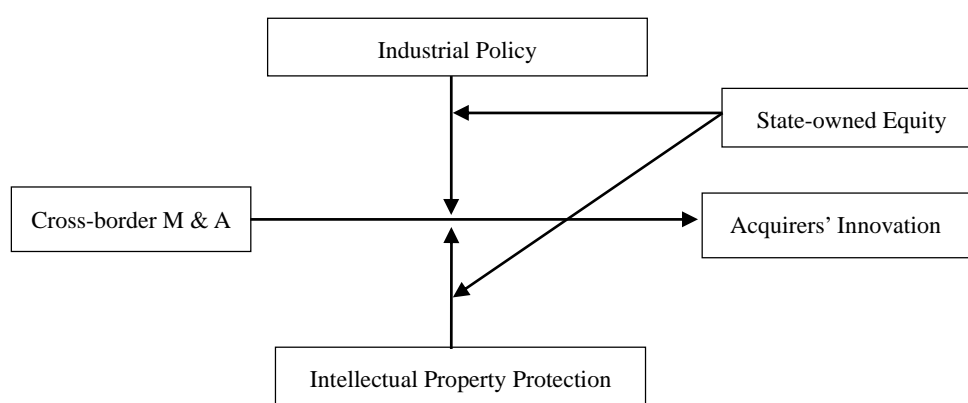 Industrial Policy
State-owned Equity
Cross-border M & A
Acquirers’ Innovation
Intellectual Property Protection